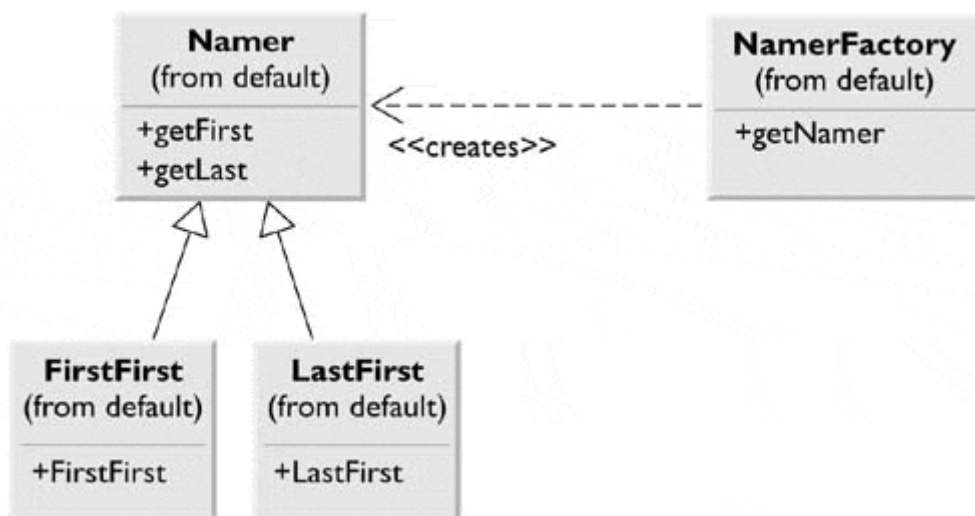 Namer
(from default)
+getFirst
+getLast
NamerFactory
(from default)
+getNamer
<<creates>>
FirstFirst
(from default)
+FirstFirst
LastFirst
(from default)
+LastFirst